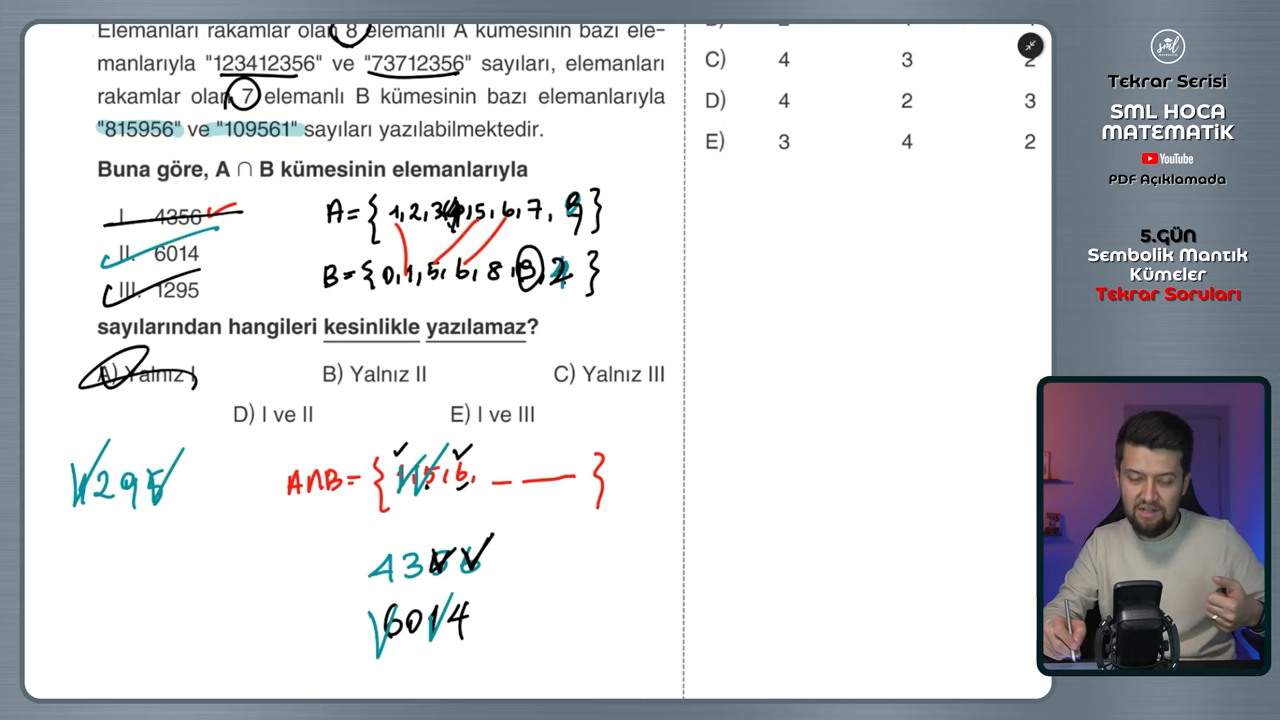 Elemanları rakamlar olan 8 elemanlı A kümesinin bazı ele-
manlarıyla "123412356" ve "73712356" sayıları, elemanları
rakamlar olan 7 elemanlı B kümesinin bazı elemanlarıyla
"815956" ve "109561" sayıları yazılabilmektedir.
Buna göre, A ∩ B kümesinin elemanlarıyla
I. 4356
II. 6014
III. 1295
A = { 1, 2, 3, 4, 5, 6, 7, 9 }
B = { 0, 1, 5, 6, 8, 9, 2 }
sayılarından hangileri kesinlikle yazılamaz?
A) Yalnız I
B) Yalnız II
C) Yalnız III
D) I ve II
E) I ve III
1295
A∩B = { 1, 5, 6, _ _ }
4356
6014
C) 4 3 2
D) 4 2 3
E) 3 4 2
sml
Tekrar Serisi
SML HOCA
MATEMATİK
YouTube
PDF Açıklamada
5.GÜN
Sembolik Mantık
Kümeler
Tekrar Soruları